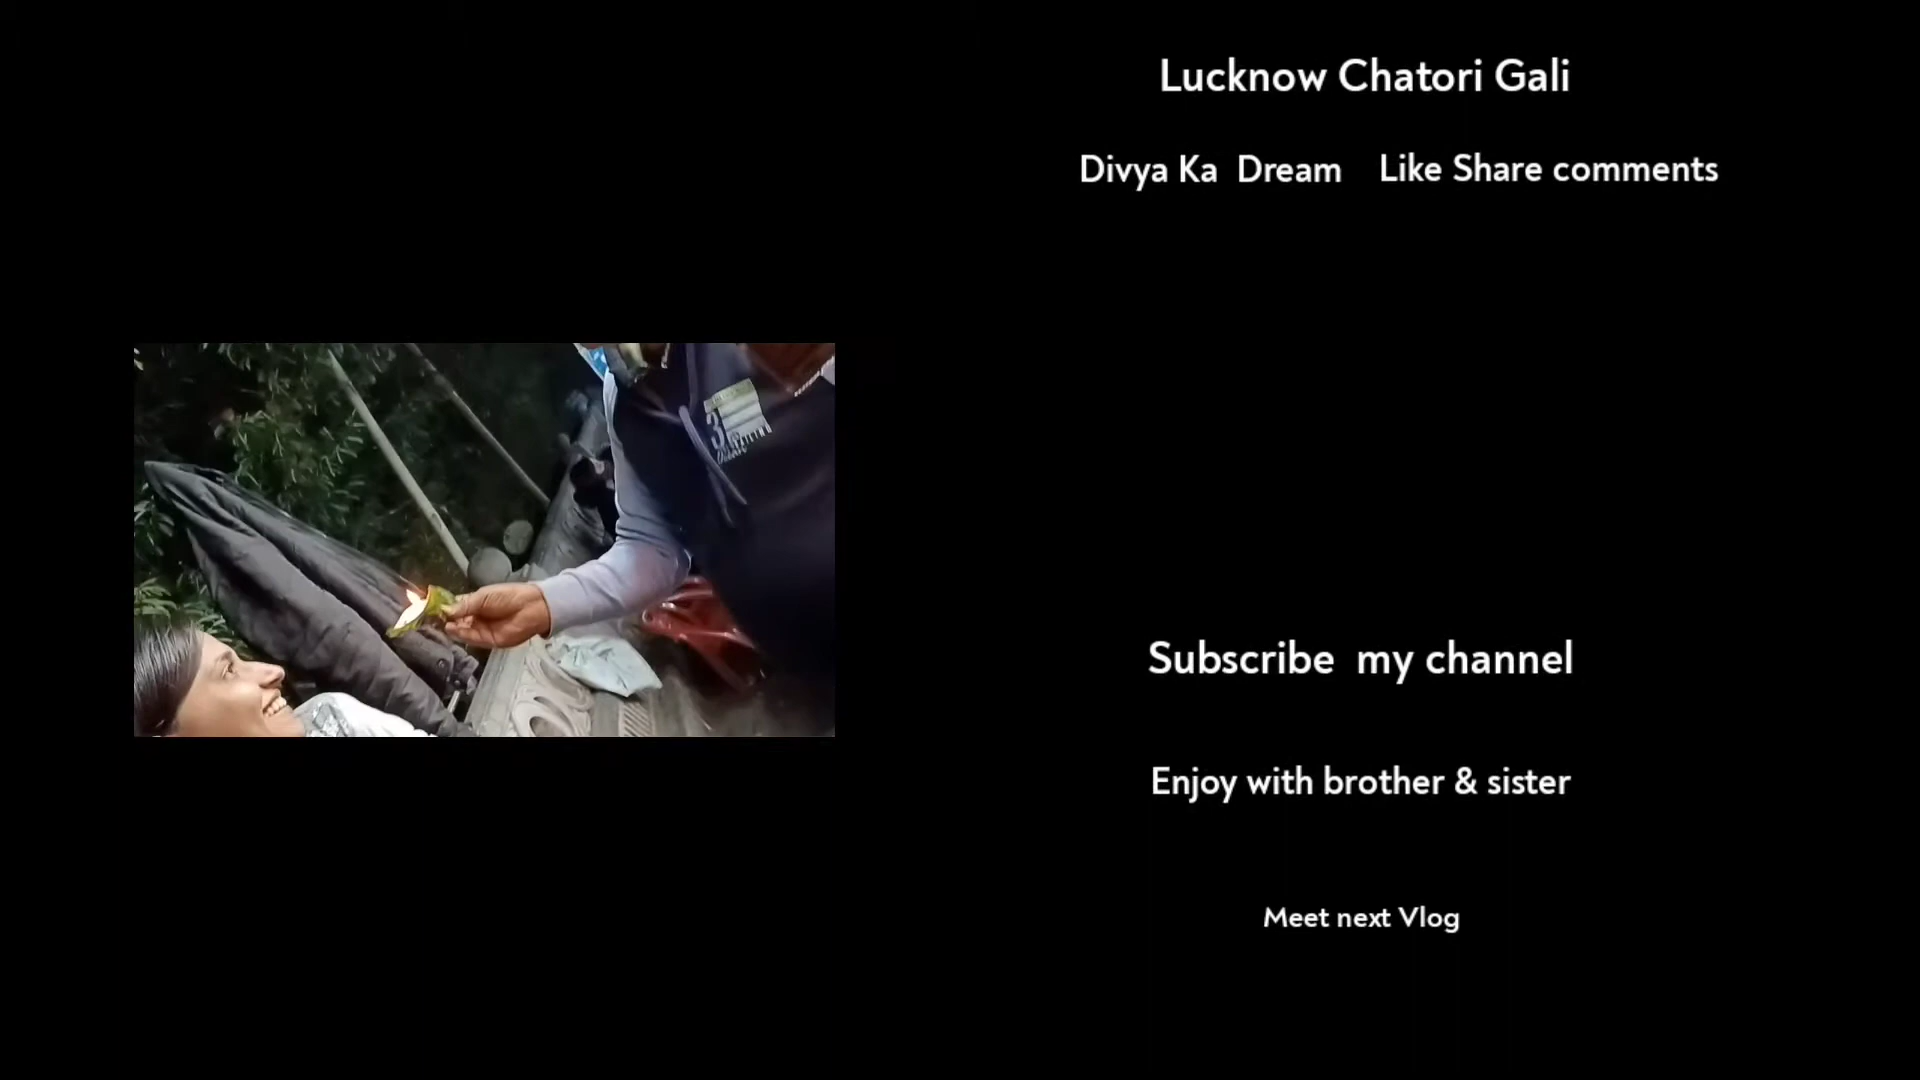 Lucknow Chatori Gali
Divya Ka Dream Like Share comments
3
Subscribe my channel
Enjoy with brother & sister
Meet next Vlog